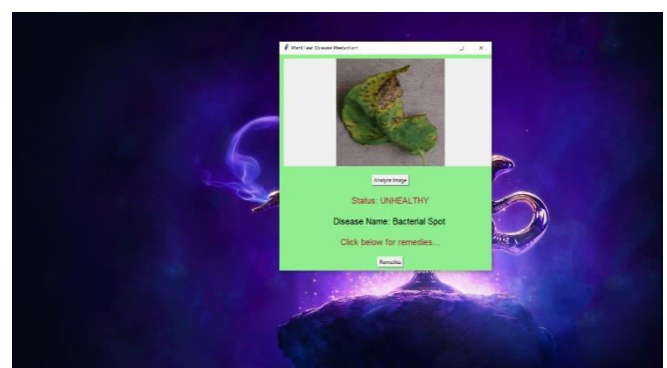 Plant Leaf Disease Prediction
Analyze Image
Status: UNHEALTHY
Disease Name: Bacterial Spot
Click below for remedies...
Remedies